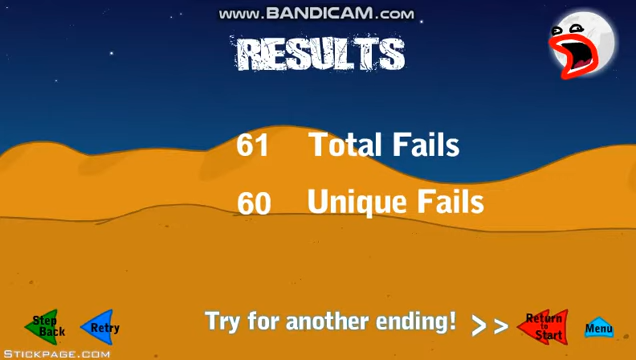 WWW.BANDICAM.COM
RESULTS
61 Total Fails
60 Unique Fails
Step Back
Retry
Try for another ending! >>
Return to Start
Menu
STICKPAGE.COM